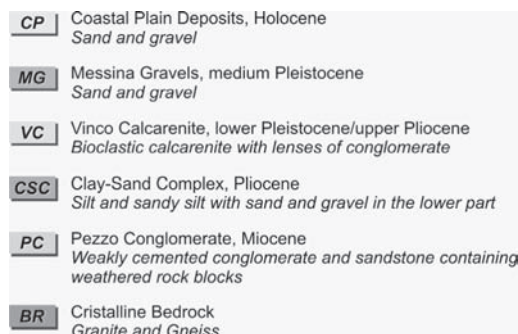 CP Coastal Plain Deposits, Holocene
Sand and gravel
MG Messina Gravels, medium Pleistocene
Sand and gravel
VC Vinco Calcarenite, lower Pleistocene/upper Pliocene
Bioclastic calcarenite with lenses of conglomerate
CSC Clay-Sand Complex, Pliocene
Silt and sandy silt with sand and gravel in the lower part
PC Pezzo Conglomerate, Miocene
Weakly cemented conglomerate and sandstone containing
weathered rock blocks
BR Cristalline Bedrock
Granite and Gneiss